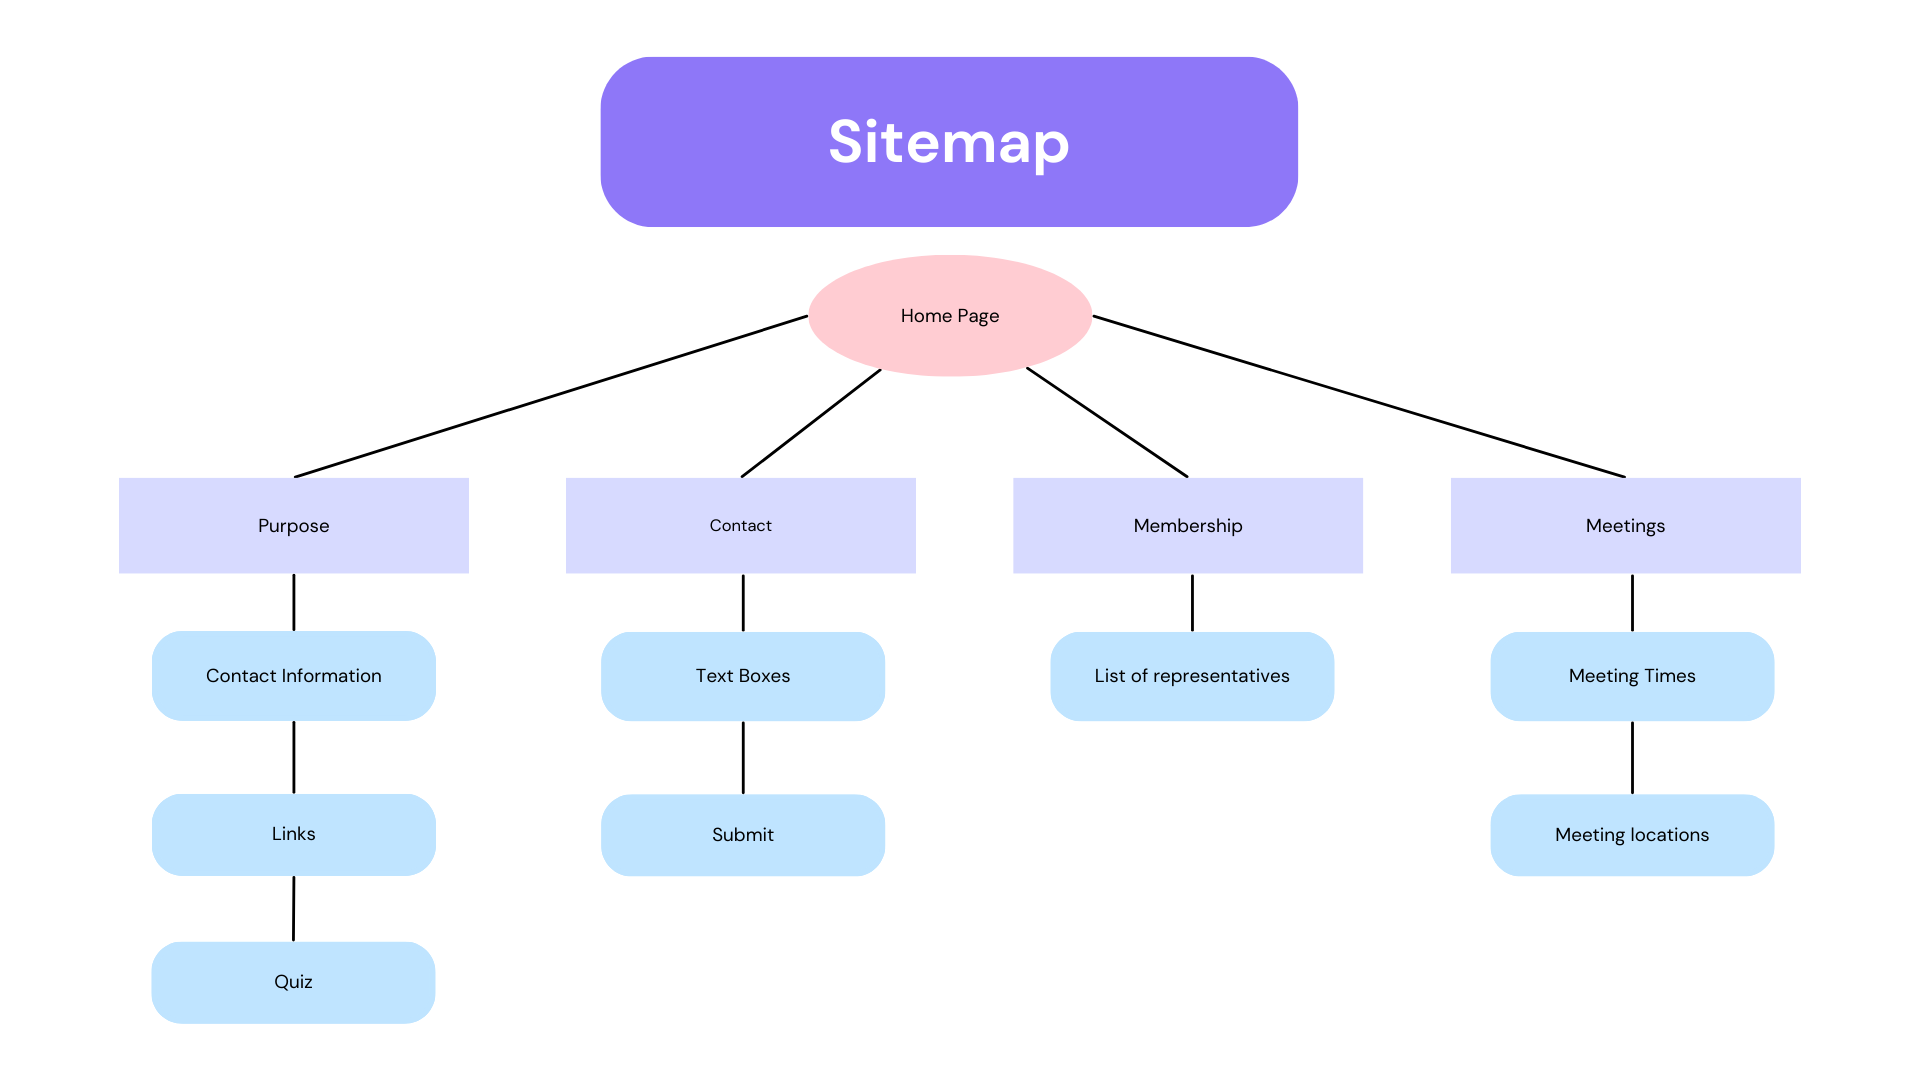 Sitemap
Home Page
Purpose
Contact
Membership
Meetings
Contact Information
Text Boxes
List of representatives
Meeting Times
Links
Submit
Meeting locations
Quiz